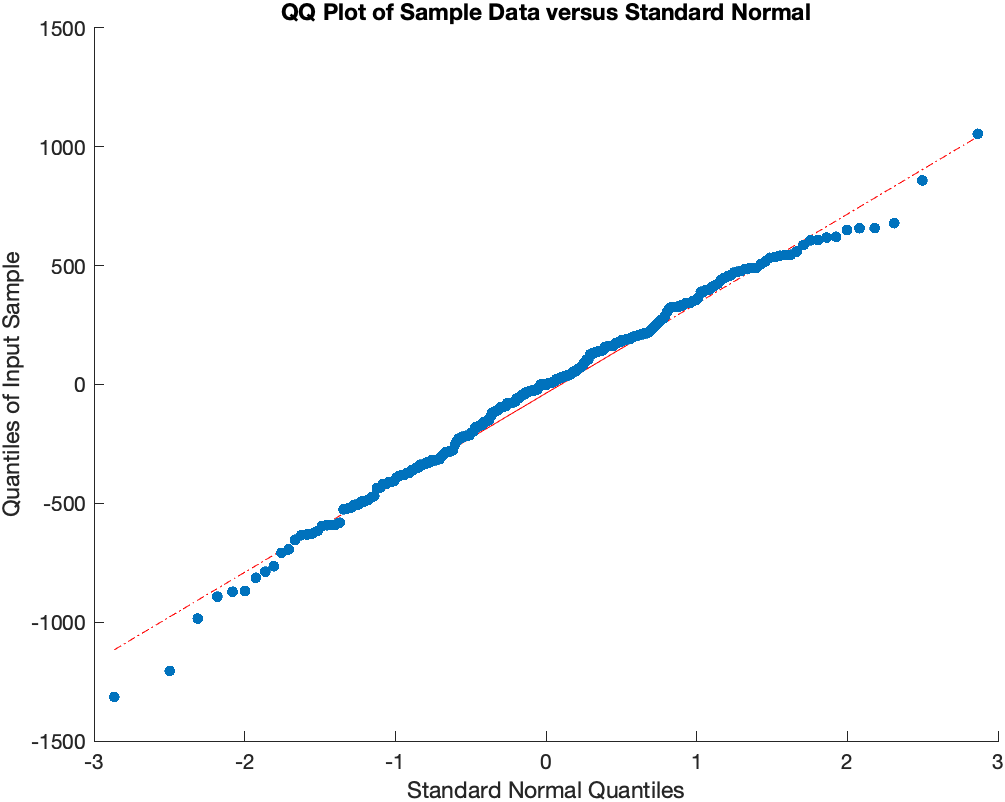 QQ Plot of Sample Data versus Standard Normal
1500
1000
500
0
-500
-1000
-1500
Quantiles of Input Sample
-3 -2 -1 0 1 2 3
Standard Normal Quantiles